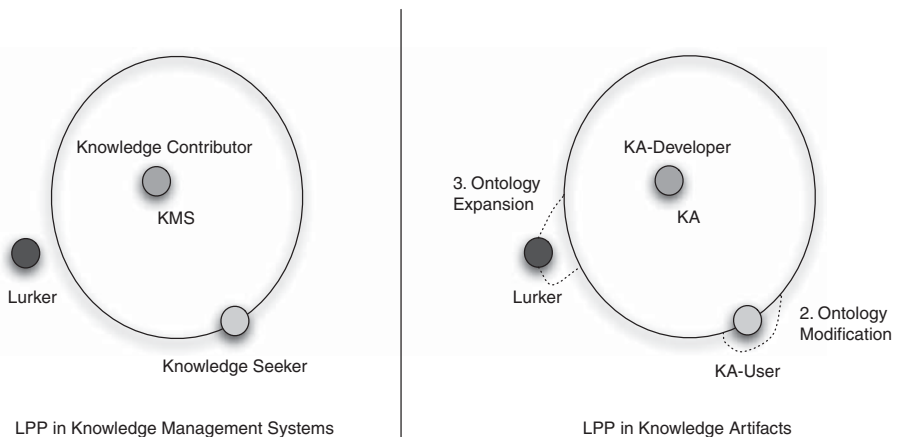 Knowledge Contributor
KMS
Lurker
Knowledge Seeker
LPP in Knowledge Management Systems
KA-Developer
3. Ontology
Expansion
KA
Lurker
2. Ontology
Modification
KA-User
LPP in Knowledge Artifacts